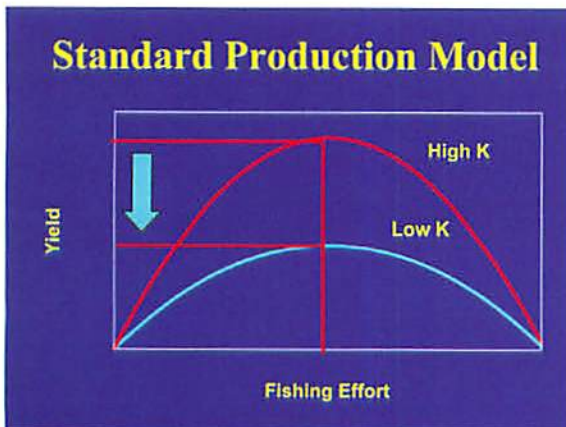 Standard Production Model
High K
Low K
Yield
Fishing Effort